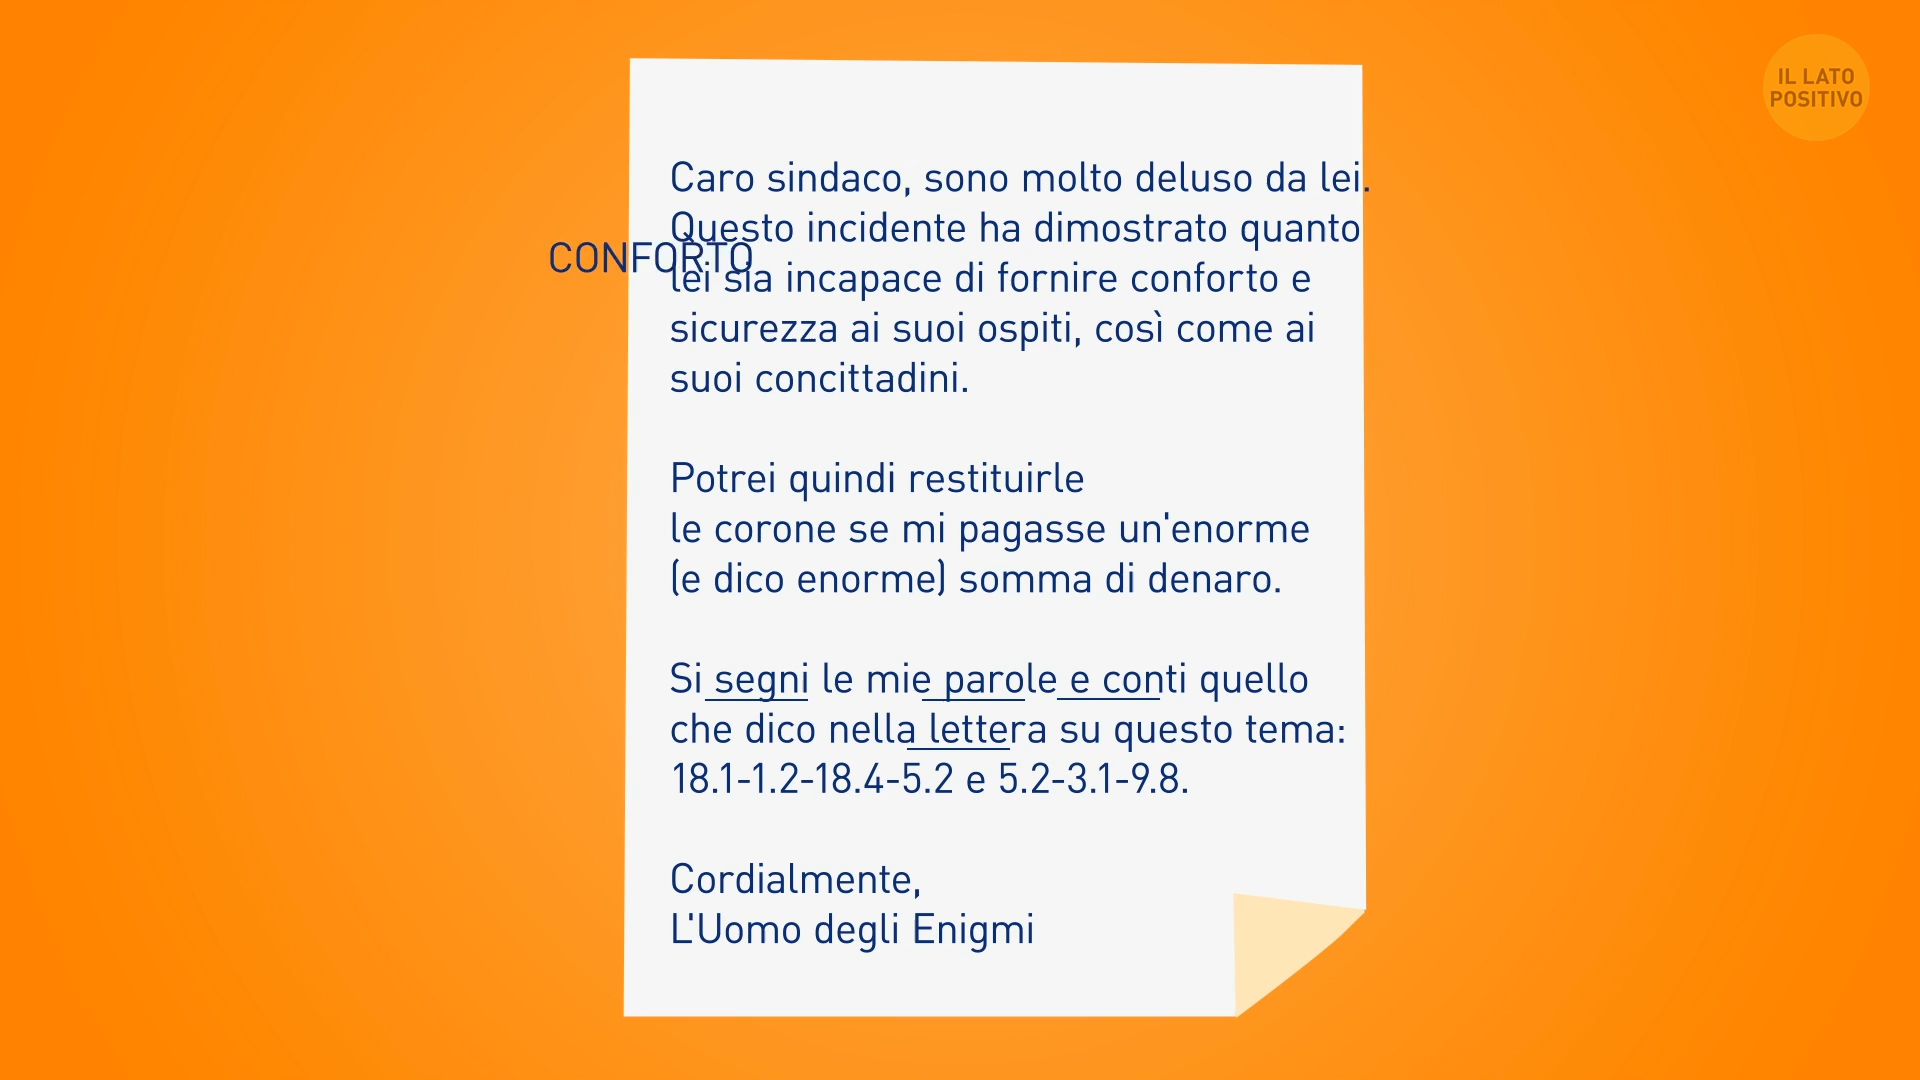 IL LATO
POSITIVO
Caro sindaco, sono molto deluso da lei.
Questo incidente ha dimostrato quanto
CONFORTO
lei sia incapace di fornire conforto e
sicurezza ai suoi ospiti, così come ai
suoi concittadini.
Potrei quindi restituirle
le corone se mi pagasse un'enorme
(e dico enorme) somma di denaro.
Si segni le mie parole e conti quello
che dico nella lettera su questo tema:
18.1-1.2-18.4-5.2 e 5.2-3.1-9.8.
Cordialmente,
L'Uomo degli Enigmi